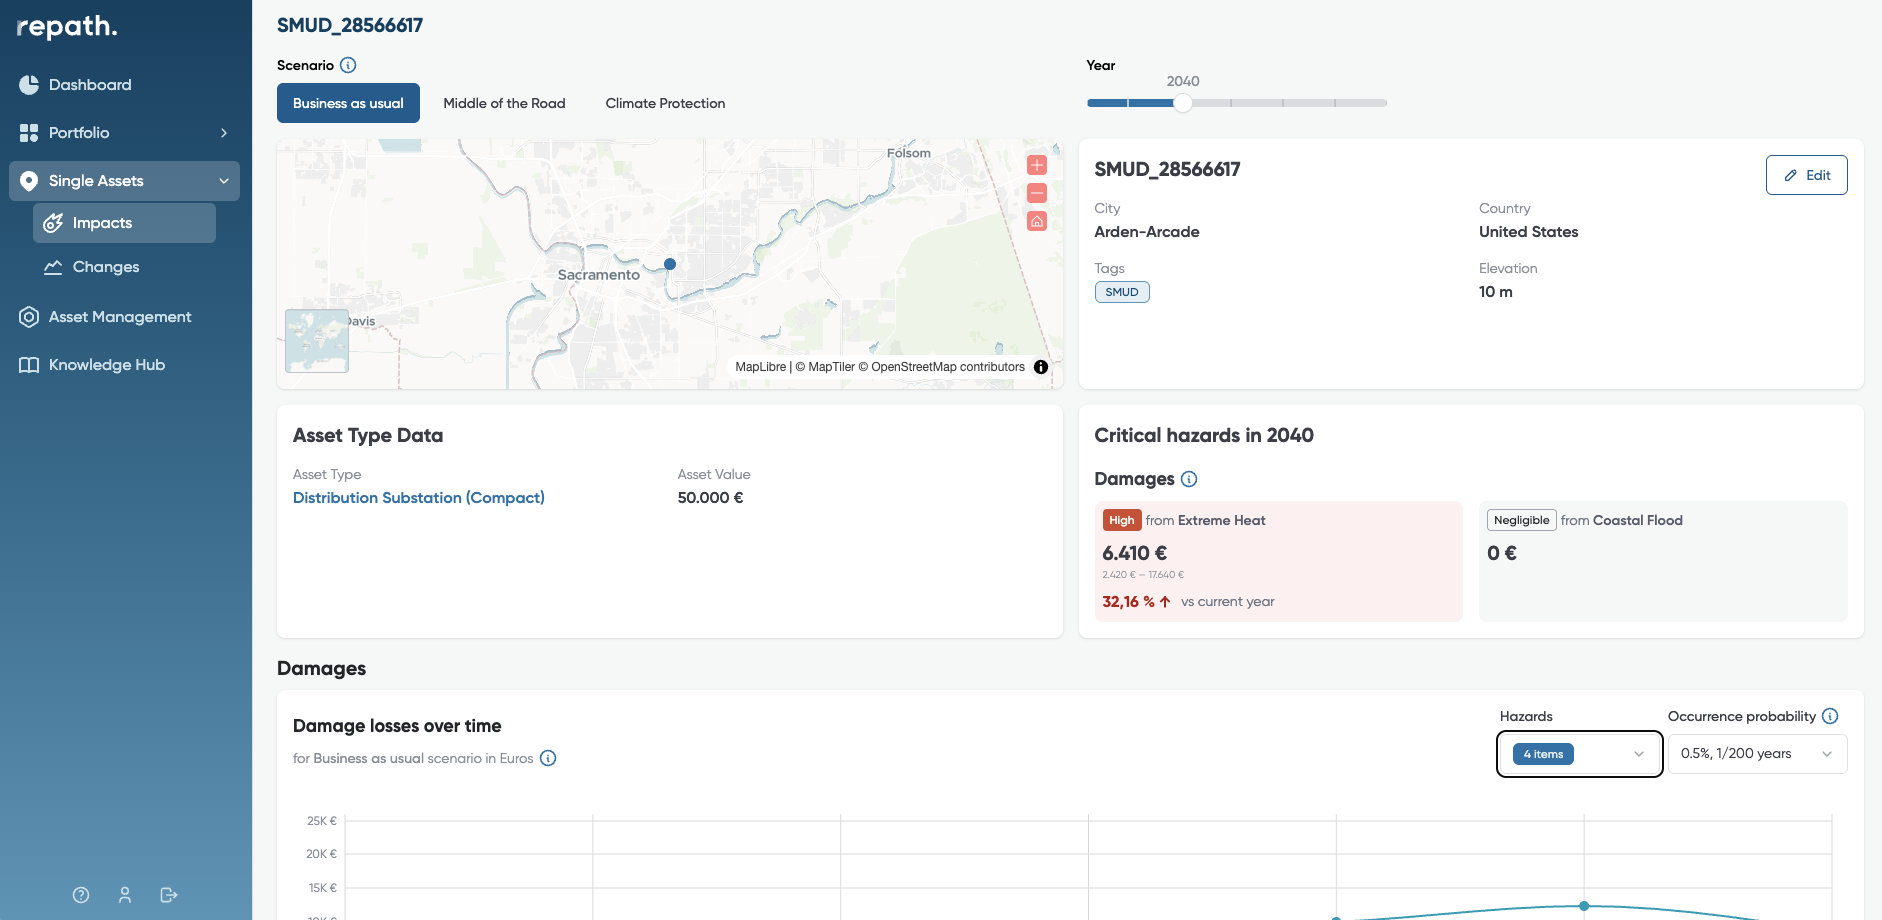 repath.
Dashboard
Portfolio
Single Assets
Impacts
Changes
Asset Management
Knowledge Hub
SMUD_28566617
Scenario
Business as usual
Middle of the Road
Climate Protection
Year
2040
Folsom
Sacramento
Davis
MapLibre | © MapTiler © OpenStreetMap contributors
SMUD_28566617
Edit
City
Arden-Arcade
Country
United States
Tags
SMUD
Elevation
10 m
Asset Type Data
Asset Type
Distribution Substation (Compact)
Asset Value
50.000 €
Critical hazards in 2040
Damages
High from Extreme Heat
6.410 €
2.420 € — 17.640 €
32,16 % ↑ vs current year
Negligible from Coastal Flood
0 €
Damages
Damage losses over time
for Business as usual scenario in Euros
Hazards
4 items
Occurrence probability
0.5%, 1/200 years
25K €
20K €
15K €
10K €